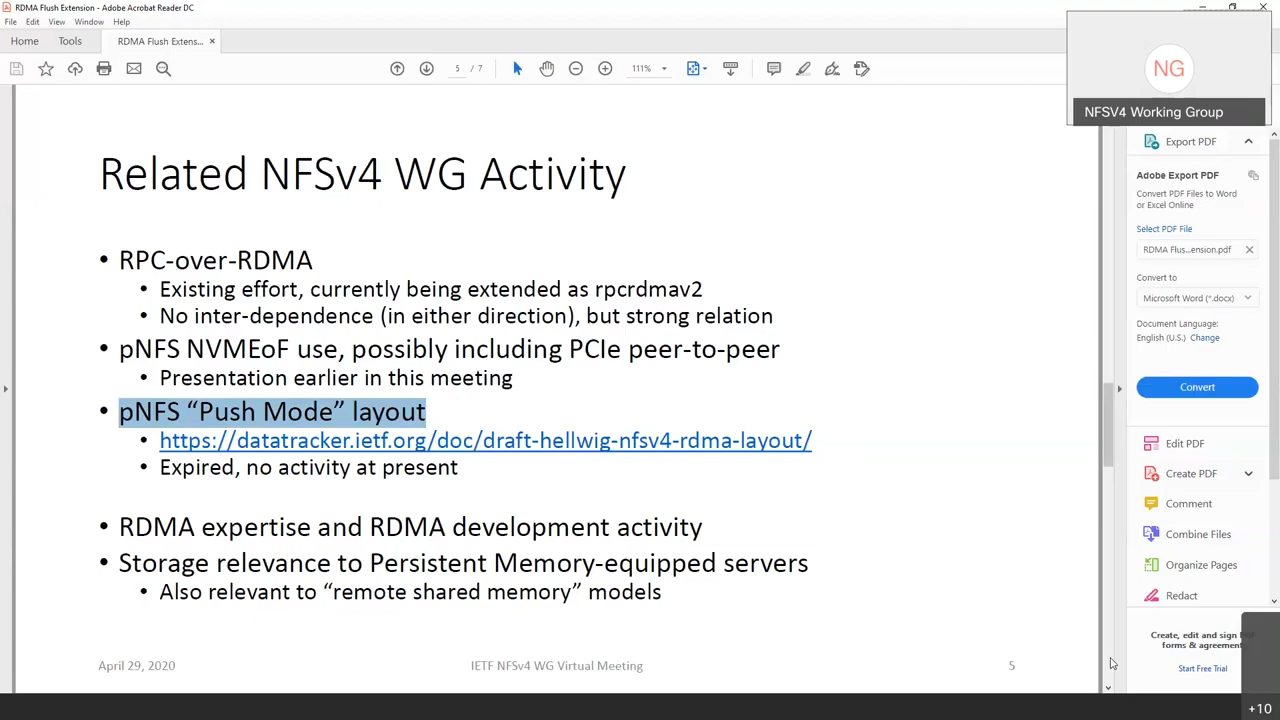 RDMA Flush Extension - Adobe Acrobat Reader DC
File Edit View Window Help
Home Tools RDMA Flush Extens... ×
5 / 7 111%
NG
NFSV4 Working Group
Related NFSv4 WG Activity
• RPC-over-RDMA
• Existing effort, currently being extended as rpcrdmav2
• No inter-dependence (in either direction), but strong relation
• pNFS NVMEoF use, possibly including PCIe peer-to-peer
• Presentation earlier in this meeting
• pNFS “Push Mode” layout
• https://datatracker.ietf.org/doc/draft-hellwig-nfsv4-rdma-layout/
• Expired, no activity at present
• RDMA expertise and RDMA development activity
• Storage relevance to Persistent Memory-equipped servers
• Also relevant to “remote shared memory” models
April 29, 2020 IETF NFSv4 WG Virtual Meeting 5
Export PDF
Adobe Export PDF
Convert PDF Files to Word
or Excel Online
Select PDF File
RDMA Flus...ension.pdf
Convert to
Microsoft Word (*.docx)
Document Language:
English (U.S.) Change
Convert
Edit PDF
Create PDF
Comment
Combine Files
Organize Pages
Redact
Create, edit and sign
forms & agreement
Start Free Trial
+10